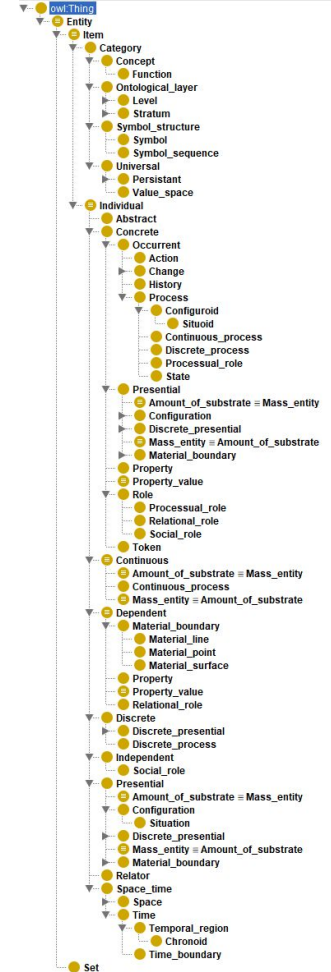 owl:Thing
Entity
Item
Category
Concept
Function
Ontological_layer
Level
Stratum
Symbol_structure
Symbol
Symbol_sequence
Universal
Persistant
Value_space
Individual
Abstract
Concrete
Occurrent
Action
Change
History
Process
Configuroid
Situoid
Continuous_process
Discrete_process
Processual_role
State
Presential
Amount_of_substrate ≡ Mass_entity
Configuration
Discrete_presential
Mass_entity ≡ Amount_of_substrate
Material_boundary
Property
Property_value
Role
Processual_role
Relational_role
Social_role
Token
Continuous
Amount_of_substrate ≡ Mass_entity
Continuous_process
Mass_entity ≡ Amount_of_substrate
Dependent
Material_boundary
Material_line
Material_point
Material_surface
Property
Property_value
Relational_role
Discrete
Discrete_presential
Discrete_process
Independent
Social_role
Presential
Amount_of_substrate ≡ Mass_entity
Configuration
Situation
Discrete_presential
Mass_entity ≡ Amount_of_substrate
Material_boundary
Relator
Space_time
Space
Time
Temporal_region
Chronoid
Time_boundary
Set